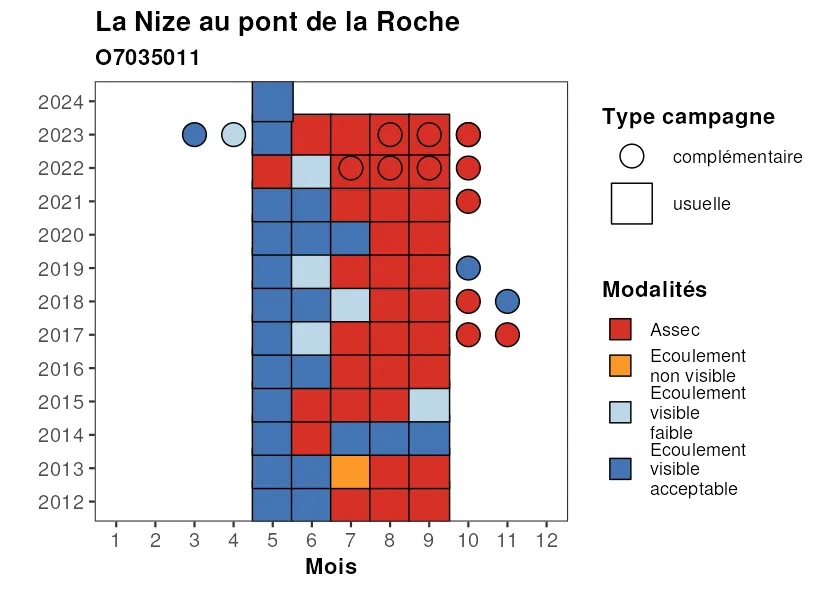 La Nize au pont de la Roche
O7035011
2024
2023
2022
2021
2020
2019
2018
2017
2016
2015
2014
2013
2012
1 2 3 4 5 6 7 8 9 10 11 12
Mois
Type campagne
complémentaire
usuelle
Modalités
Assec
Ecoulement
non visible
Ecoulement
visible
faible
Ecoulement
visible
acceptable